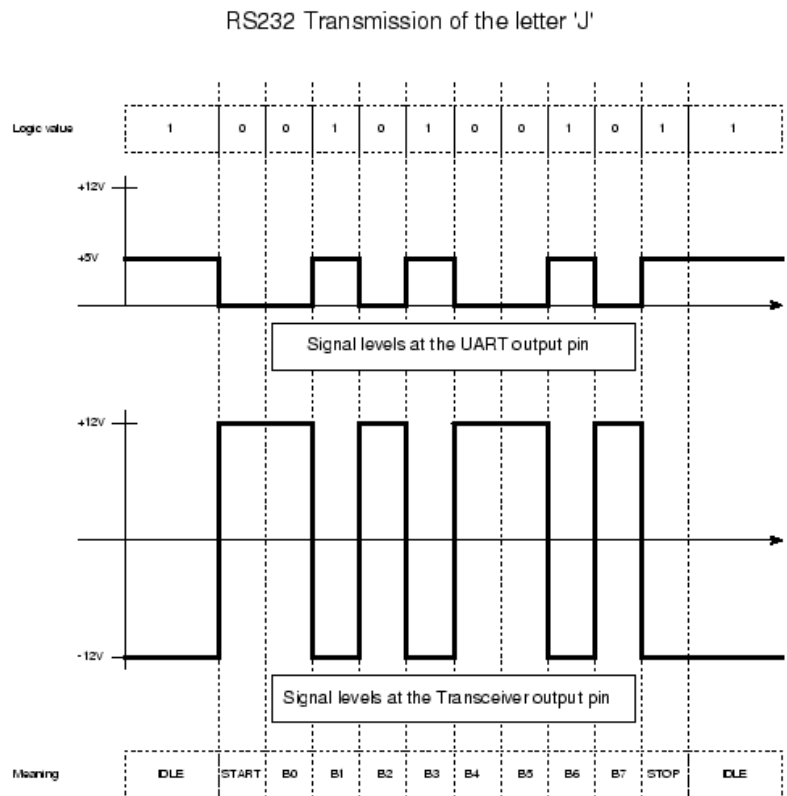 RS232 Transmission of the letter 'J'
Logic value 1 0 0 1 0 1 0 0 1 0 1 1
+12V
+5V
Signal levels at the UART output pin
+12V
-12V
Signal levels at the Transceiver output pin
Meaning IDLE START B0 B1 B2 B3 B4 B5 B6 B7 STOP IDLE